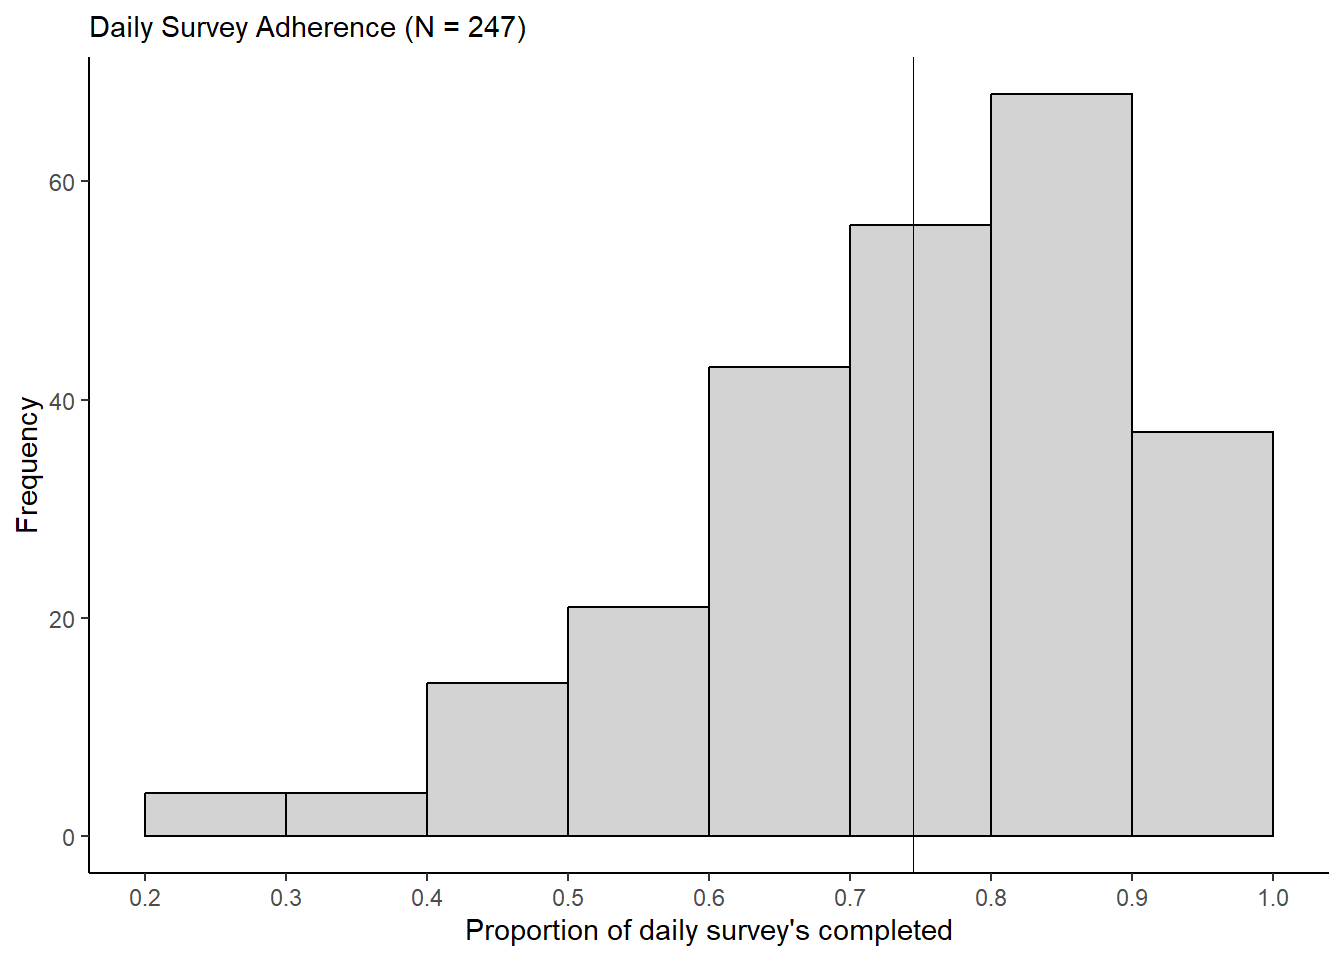 Daily Survey Adherence (N = 247)
Frequency
60
40
20
0
0.2 0.3 0.4 0.5 0.6 0.7 0.8 0.9 1.0
Proportion of daily survey's completed